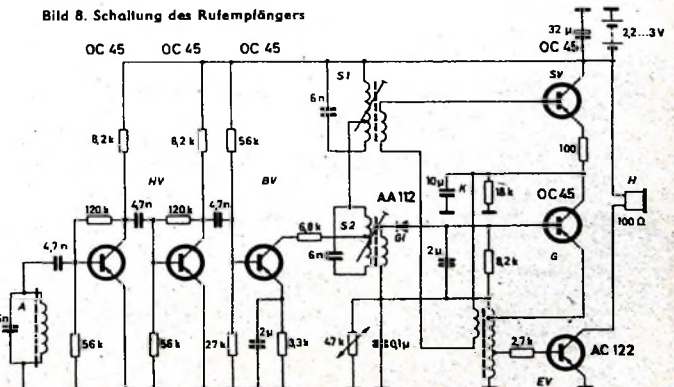 Bild 8. Schaltung des Rufempfängers
OC 45
OC 45
OC 45
32 µ
OC 45
2,2...3V
S1
SV
6n
8,2k
8,2k
56k
100
HV
BV
10µ
K
18k
H
AA112
OC 45
120k
4,7n
120k
4,7n
6,8k
S2
Gl
100 Ω
4,7n
6n
2µ
G
8,2k
A
56k
56k
27k
2µ
3,3k
47k
0,1µ
2,7k
AC 122
EV